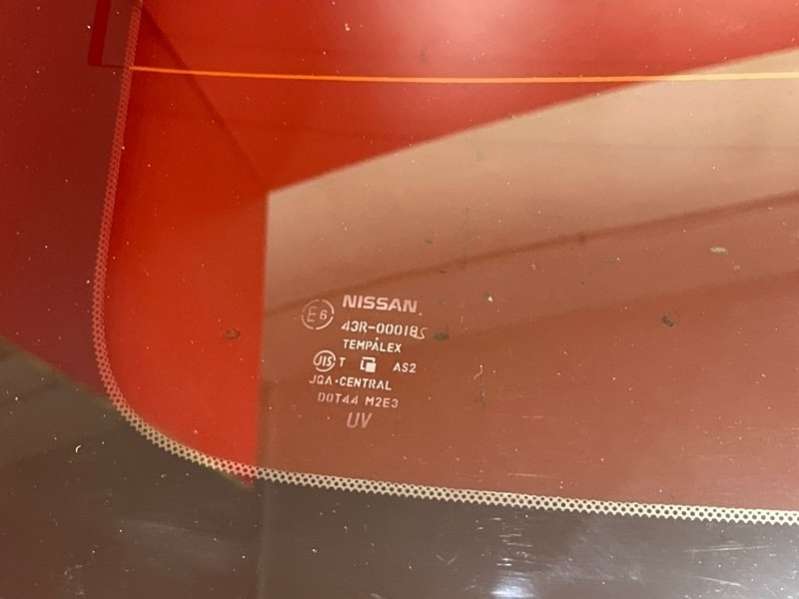 NISSAN
E6
43R-00018
TEMPALEX
JIS T AS2
JQA·CENTRAL
DOT44 M2E3
UV